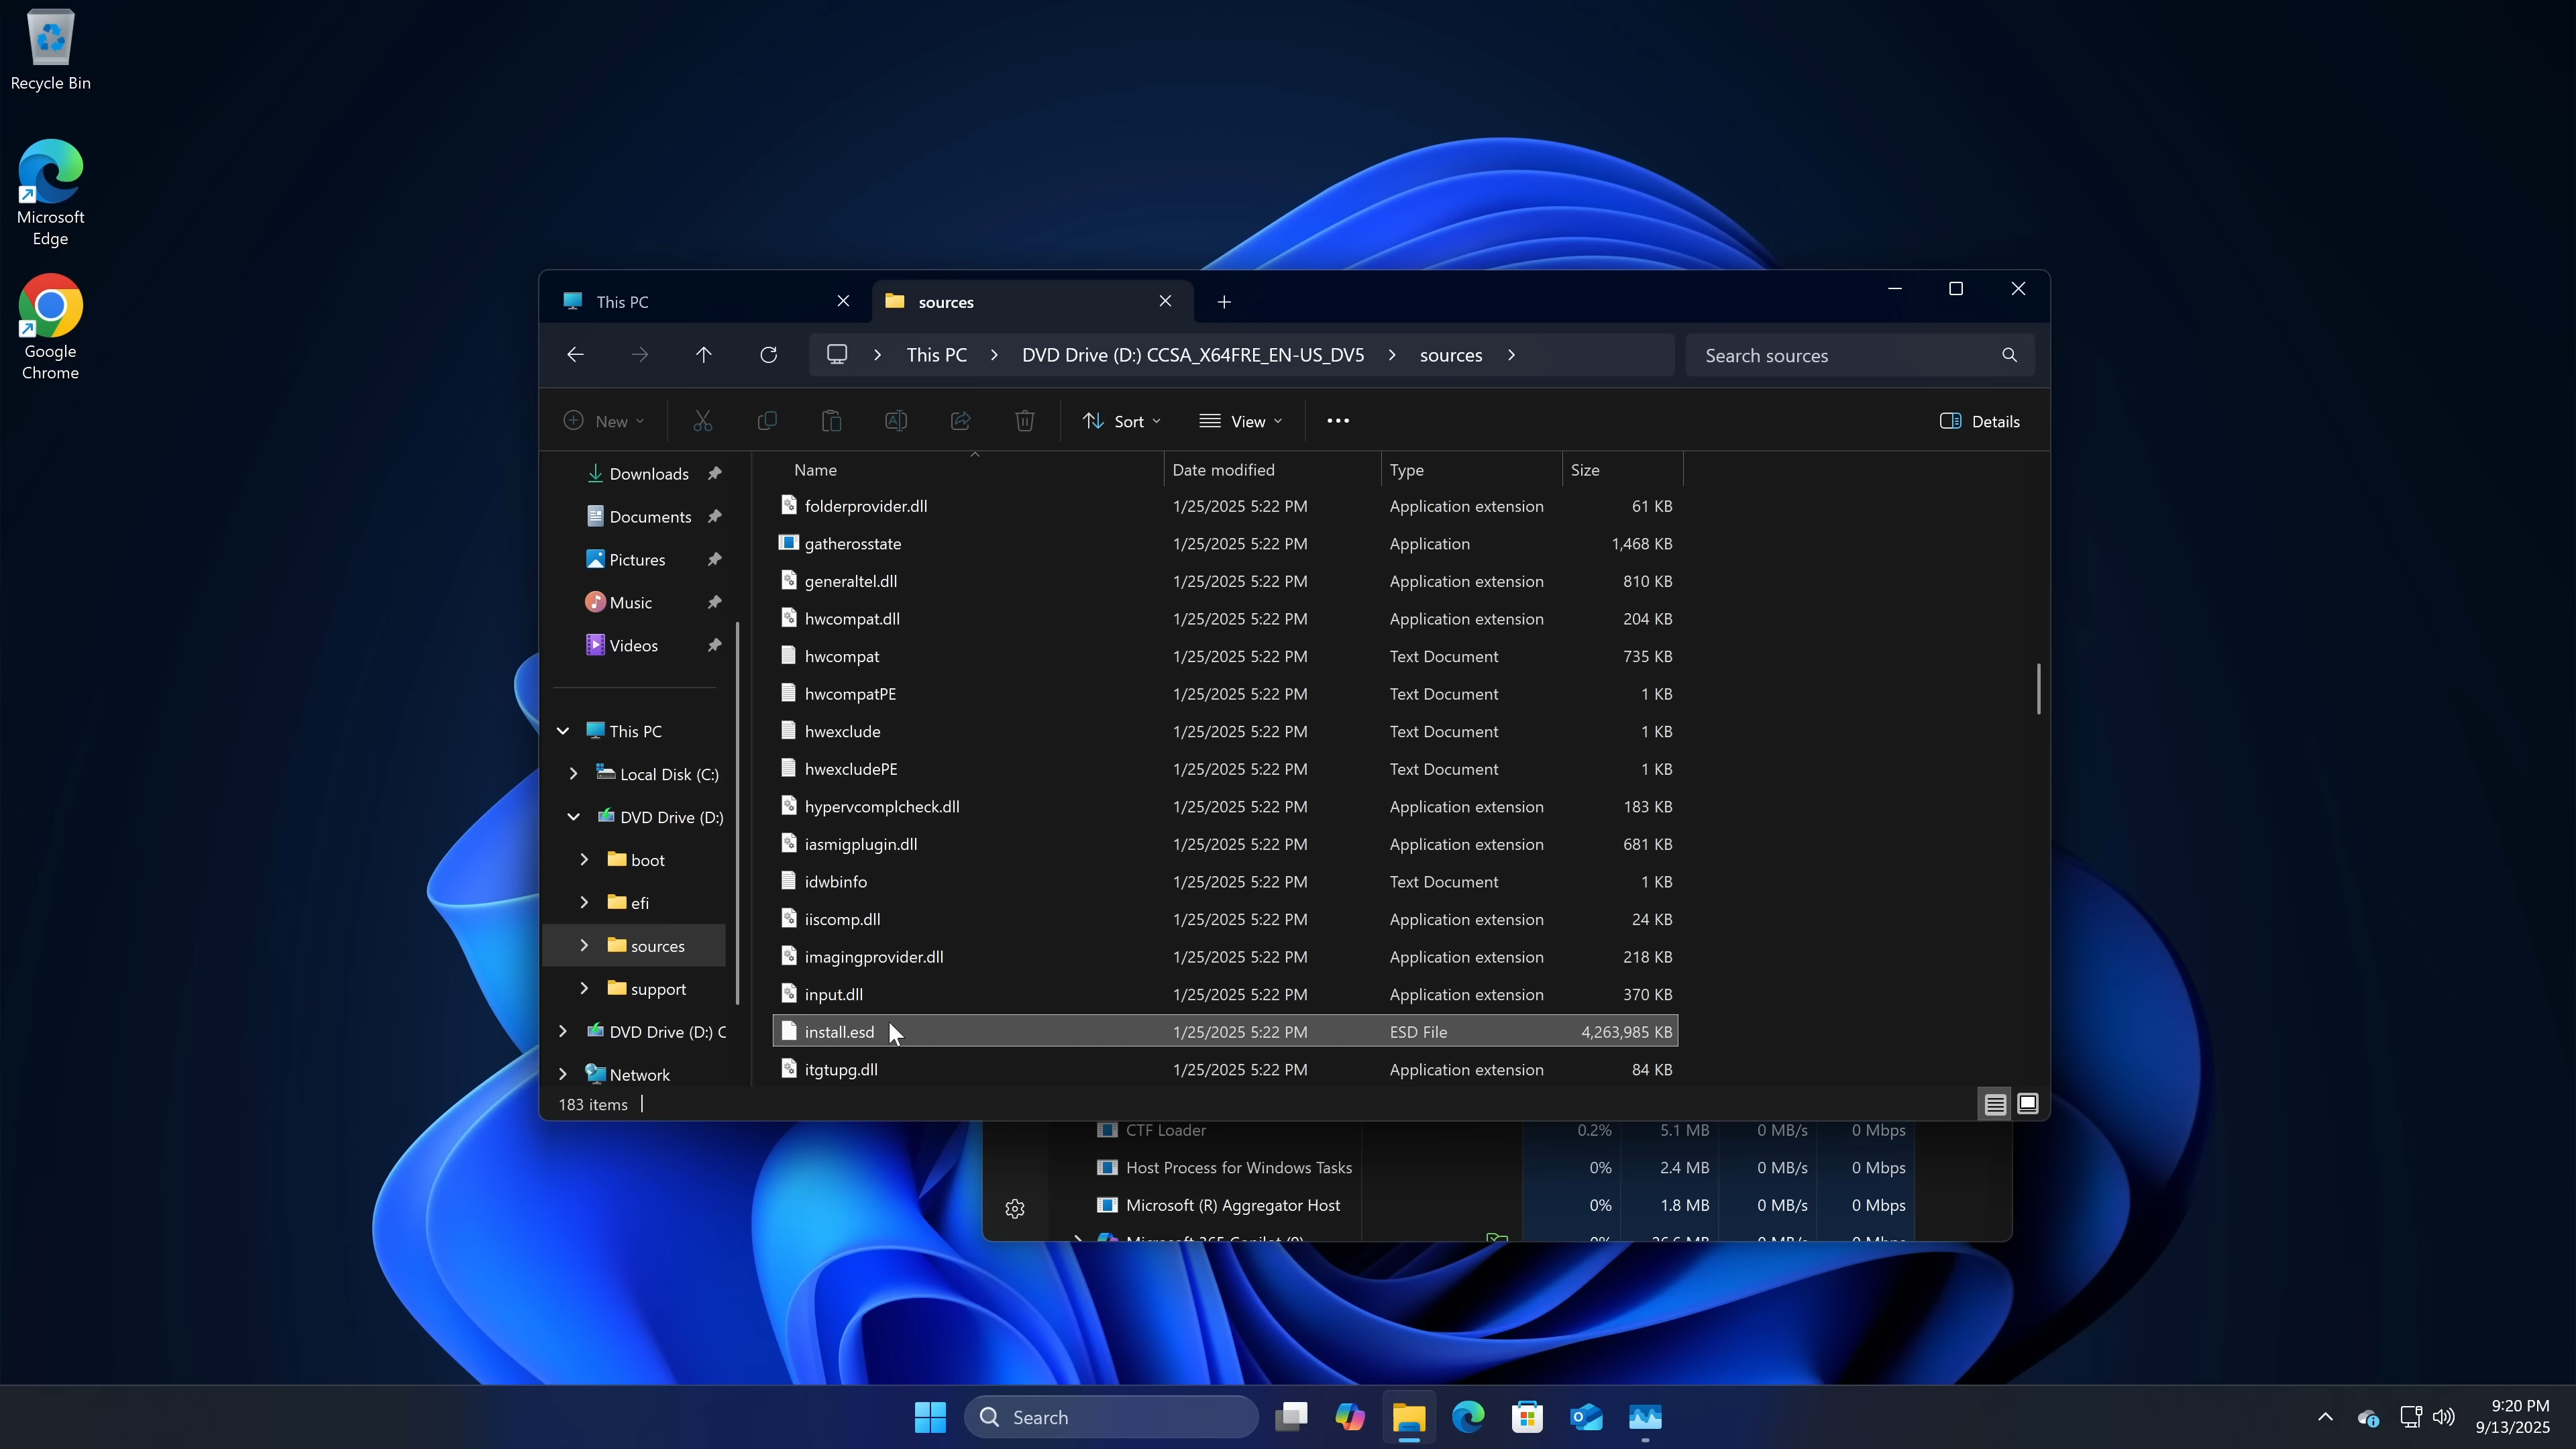 Recycle Bin
Microsoft
Edge
Google
Chrome
This PC
sources
This PC
DVD Drive (D:) CCSA_X64FRE_EN-US_DV5
sources
Search sources
New
Sort
View
Details
Downloads
Documents
Pictures
Music
Videos
This PC
Local Disk (C:)
DVD Drive (D:)
boot
efi
sources
support
DVD Drive (D:) C
Network
Name Date modified Type Size
folderprovider.dll 1/25/2025 5:22 PM Application extension 61 KB
gatherosstate 1/25/2025 5:22 PM Application 1,468 KB
generaltel.dll 1/25/2025 5:22 PM Application extension 810 KB
hwcompat.dll 1/25/2025 5:22 PM Application extension 204 KB
hwcompat 1/25/2025 5:22 PM Text Document 735 KB
hwcompatPE 1/25/2025 5:22 PM Text Document 1 KB
hwexclude 1/25/2025 5:22 PM Text Document 1 KB
hwexcludePE 1/25/2025 5:22 PM Text Document 1 KB
hypervcomplcheck.dll 1/25/2025 5:22 PM Application extension 183 KB
iasmigplugin.dll 1/25/2025 5:22 PM Application extension 681 KB
idwbinfo 1/25/2025 5:22 PM Text Document 1 KB
iiscomp.dll 1/25/2025 5:22 PM Application extension 24 KB
imagingprovider.dll 1/25/2025 5:22 PM Application extension 218 KB
input.dll 1/25/2025 5:22 PM Application extension 370 KB
install.esd 1/25/2025 5:22 PM ESD File 4,263,985 KB
itgtupg.dll 1/25/2025 5:22 PM Application extension 84 KB
183 items
CTF Loader 0.2% 5.1 MB 0 MB/s 0 Mbps
Host Process for Windows Tasks 0% 2.4 MB 0 MB/s 0 Mbps
Microsoft (R) Aggregator Host 0% 1.8 MB 0 MB/s 0 Mbps
Microsoft 365 Copilot (9) 0% 26.6 MB 0 MB/s 0 Mbps
Search
9:20 PM
9/13/2025